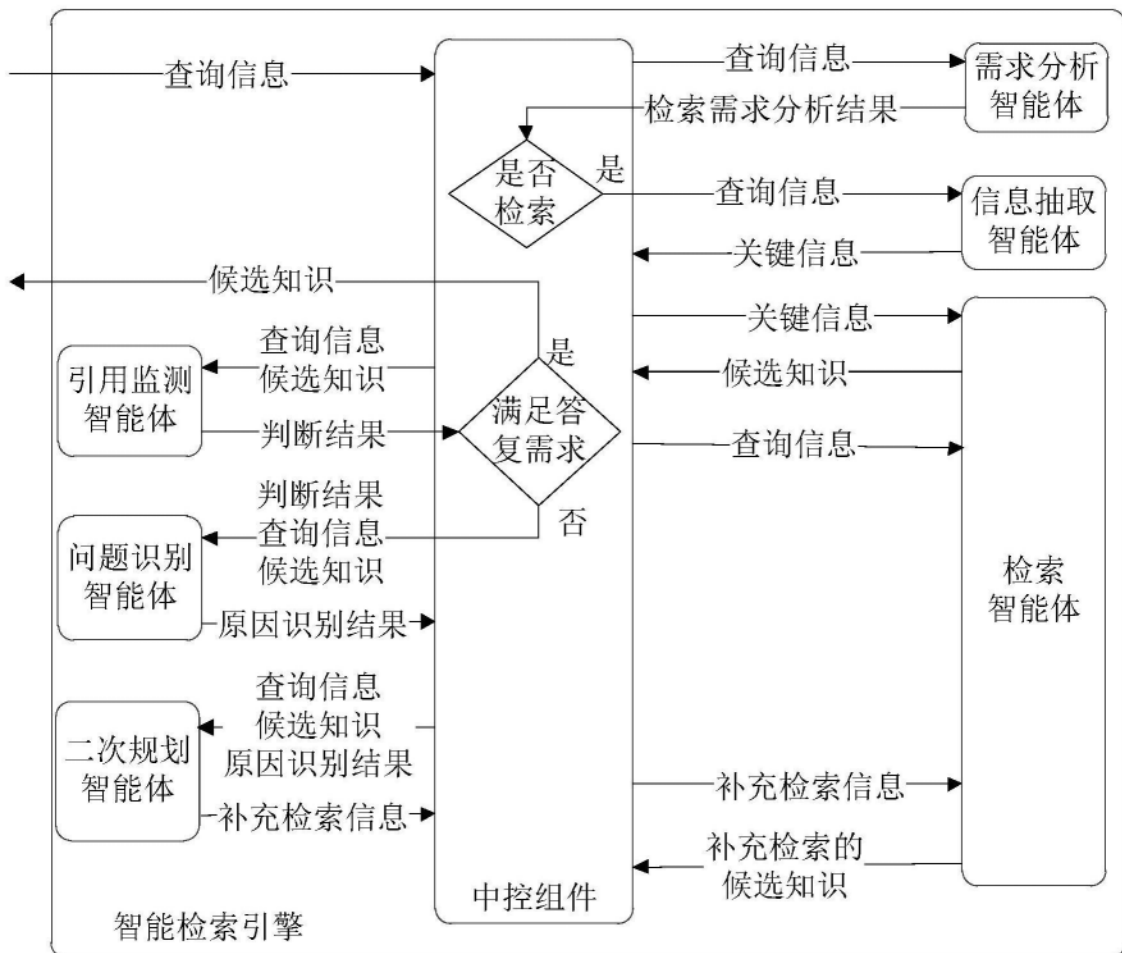 查询信息
查询信息
需求分析
智能体
检索需求分析结果
是否
检索
是
查询信息
信息抽取
智能体
关键信息
候选知识
关键信息
查询信息
候选知识
是
候选知识
引用监测
智能体
满足答
复需求
判断结果
查询信息
判断结果
查询信息
候选知识
否
问题识别
智能体
检索
智能体
原因识别结果
查询信息
候选知识
原因识别结果
二次规划
智能体
补充检索信息
补充检索信息
补充检索的
候选知识
中控组件
智能检索引擎